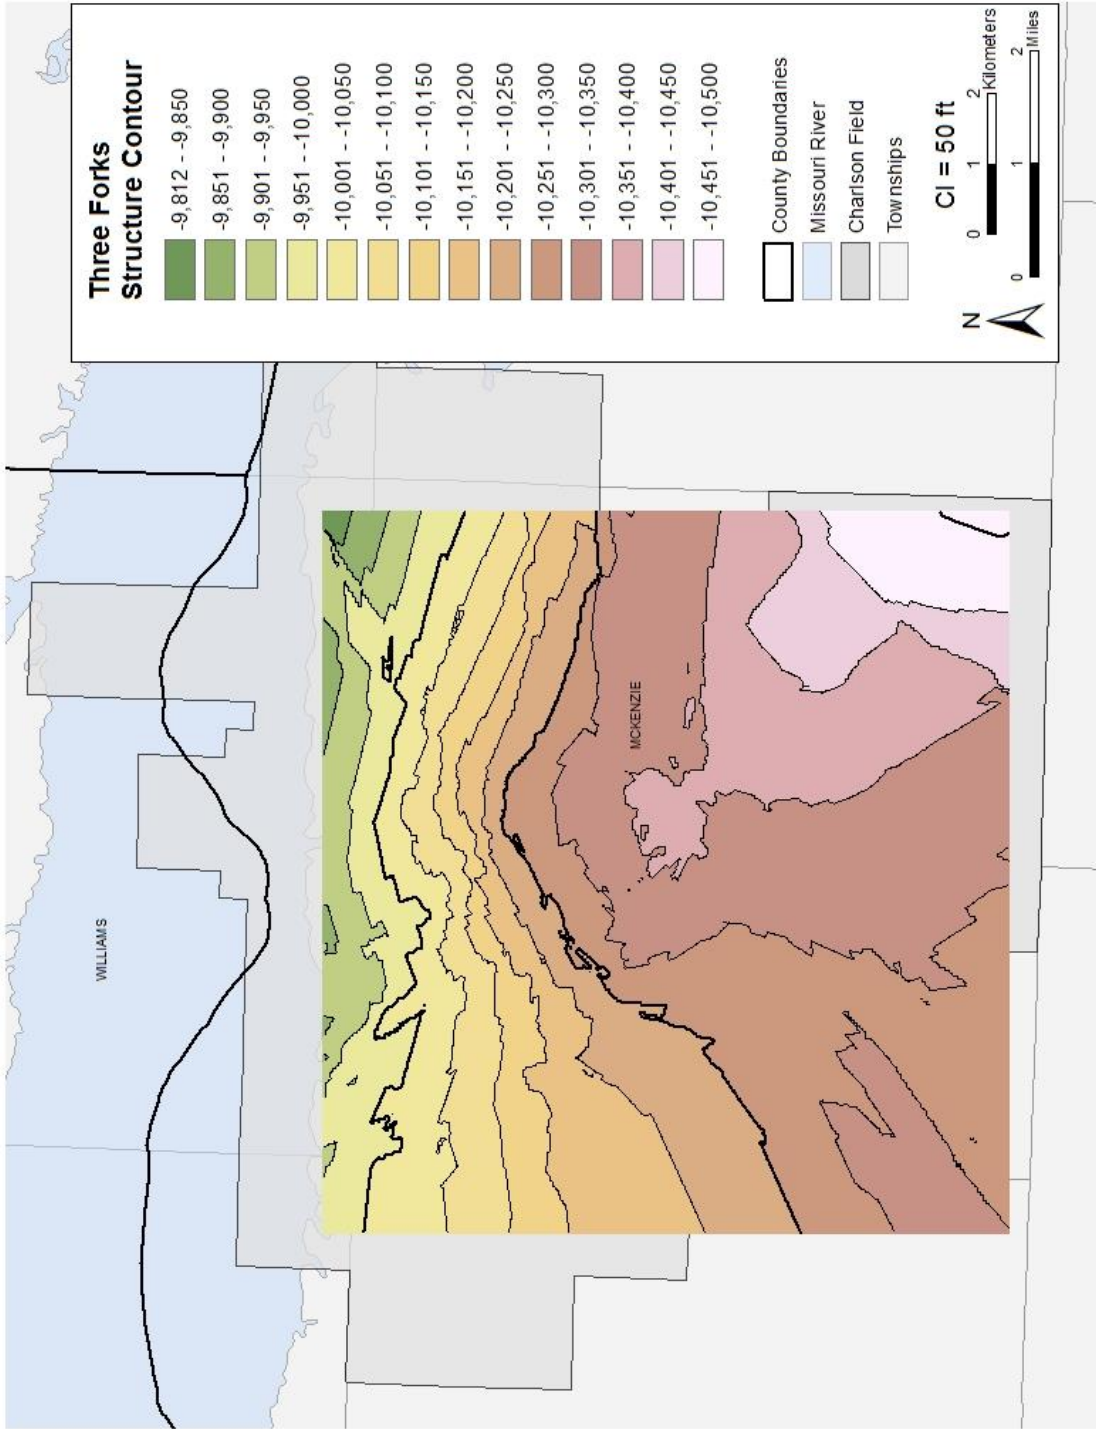 Three Forks
Structure Contour
-9,812 - -9,850
-9,851 - -9,900
-9,901 - -9,950
-9,951 - -10,000
-10,001 - -10,050
-10,051 - -10,100
-10,101 - -10,150
-10,151 - -10,200
-10,201 - -10,250
-10,251 - -10,300
-10,301 - -10,350
-10,351 - -10,400
-10,401 - -10,450
-10,451 - -10,500
County Boundaries
Missouri River
Charlson Field
Townships
CI = 50 ft
N
0 1 2
Kilometers
0 1 2
Miles
WILLIAMS
MCKENZIE